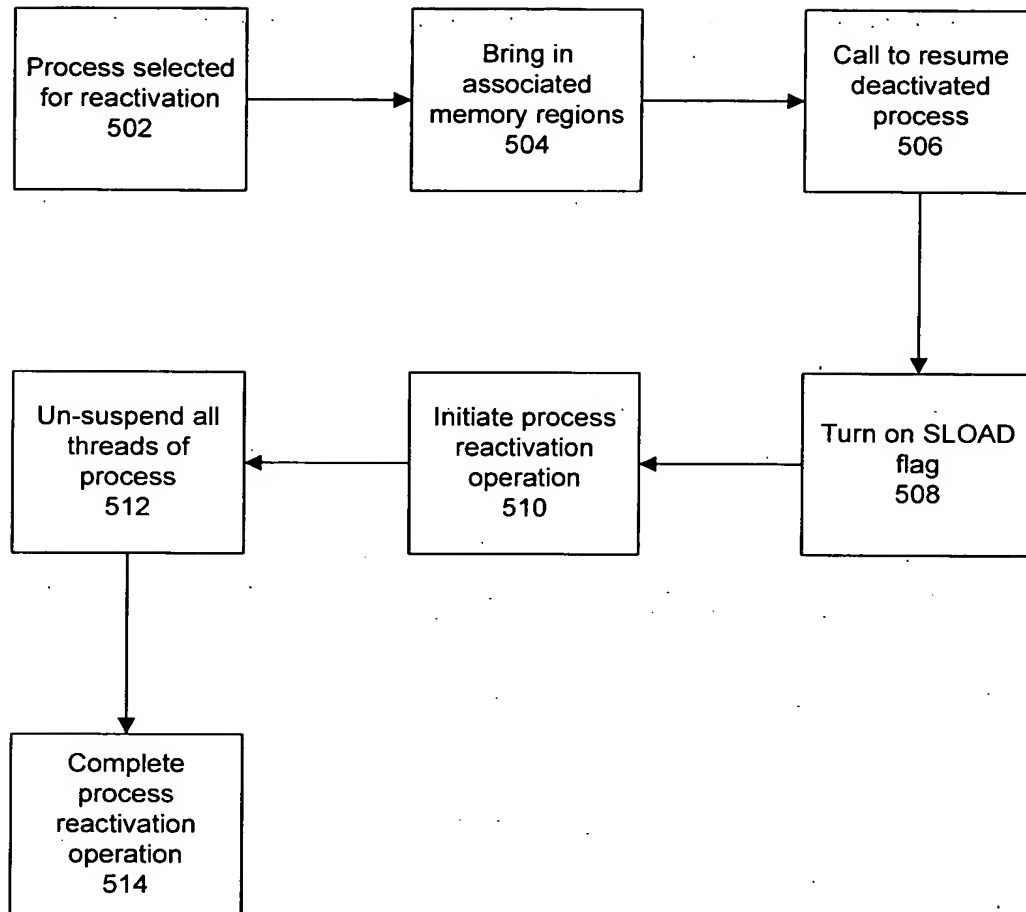 Process selected
for reactivation
502
Bring in
associated
memory regions
504
Call to resume
deactivated
process
506
Turn on SLOAD
flag
508
Initiate process
reactivation
operation
510
Un-suspend all
threads of
process
512
Complete
process
reactivation
operation
514